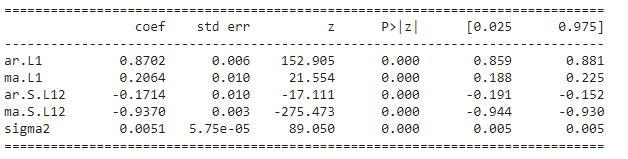 ==============================================================================
                 coef    std err          z      P>|z|      [0.025      0.975]
------------------------------------------------------------------------------
ar.L1          0.8702      0.006    152.905      0.000       0.859       0.881
ma.L1          0.2064      0.010     21.554      0.000       0.188       0.225
ar.S.L12      -0.1714      0.010    -17.111      0.000      -0.191      -0.152
ma.S.L12      -0.9370      0.003   -275.473      0.000      -0.944      -0.930
sigma2         0.0051   5.75e-05     89.050      0.000       0.005       0.005
==============================================================================